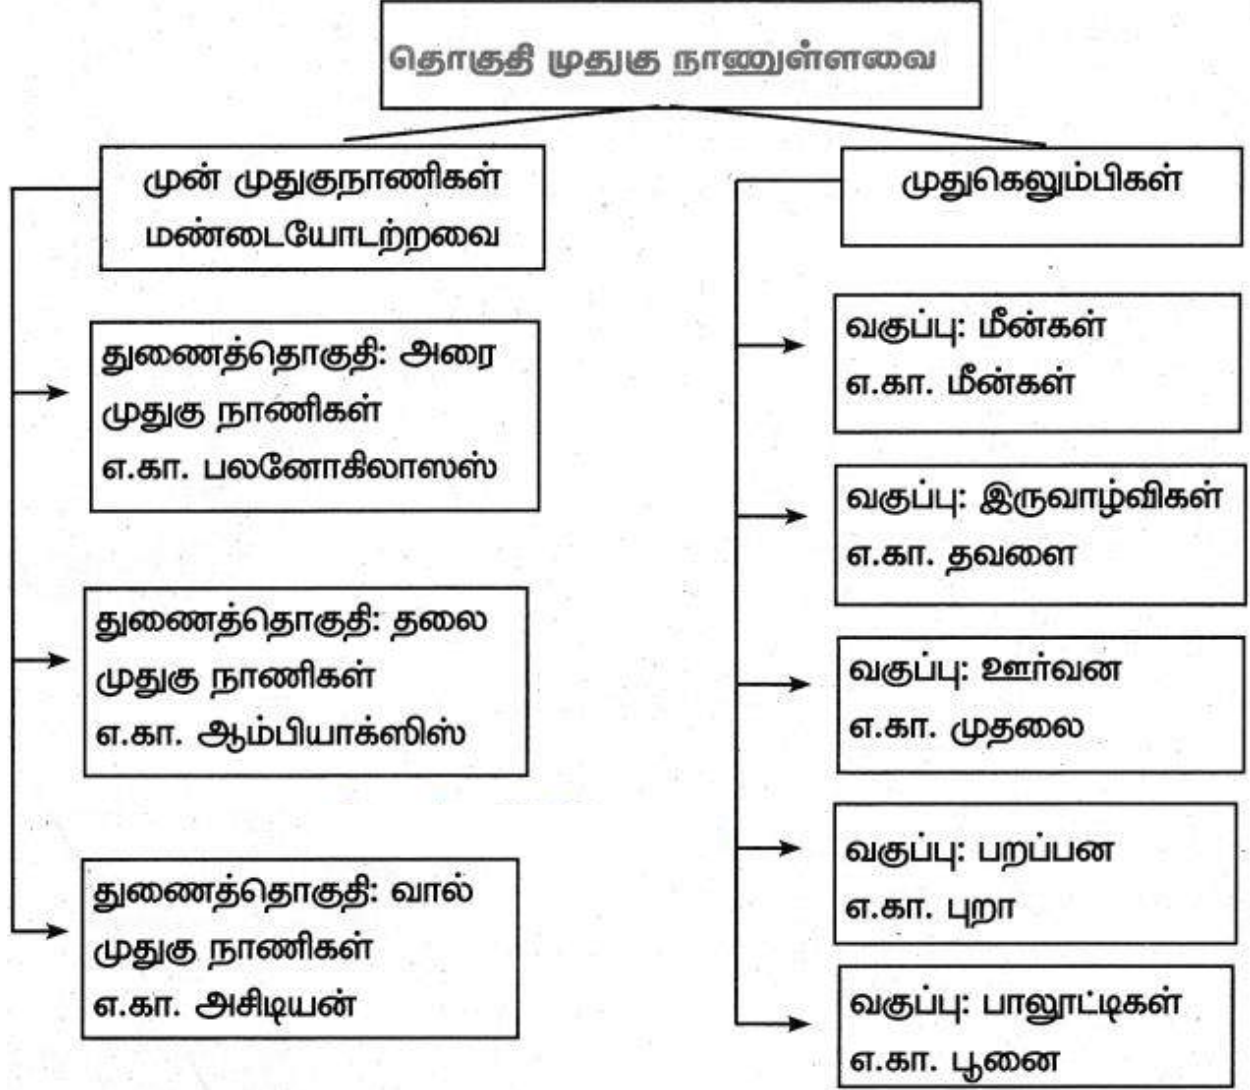 தொகுதி முதுகு நாணுள்ளவை
முன் முதுகுநாணிகள்
மண்டையோடற்றவை
துணைத்தொகுதி: அரை
முதுகு நாணிகள்
எ.கா. பலனோகிலாஸஸ்
துணைத்தொகுதி: தலை
முதுகு நாணிகள்
எ.கா. ஆம்பியாக்ஸிஸ்
துணைத்தொகுதி: வால்
முதுகு நாணிகள்
எ.கா. அசிடியன்
முதுகெலும்பிகள்
வகுப்பு: மீன்கள்
எ.கா. மீன்கள்
வகுப்பு: இருவாழ்விகள்
எ.கா. தவளை
வகுப்பு: ஊர்வன
எ.கா. முதலை
வகுப்பு: பறப்பன
எ.கா. புறா
வகுப்பு: பாலூட்டிகள்
எ.கா. பூனை